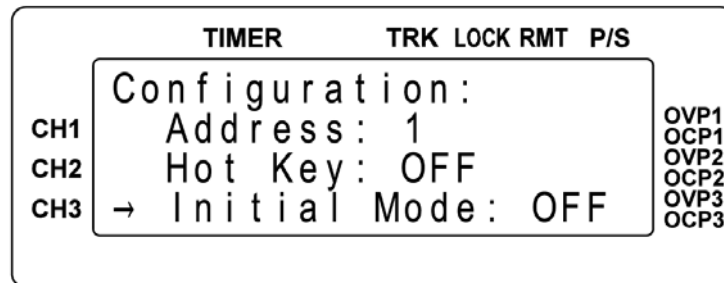 TIMER TRK LOCK RMT P/S
Configuration:
CH1 Address: 1 OVP1
OCP1
CH2 Hot Key: OFF OVP2
OCP2
CH3 → Initial Mode: OFF OVP3
OCP3